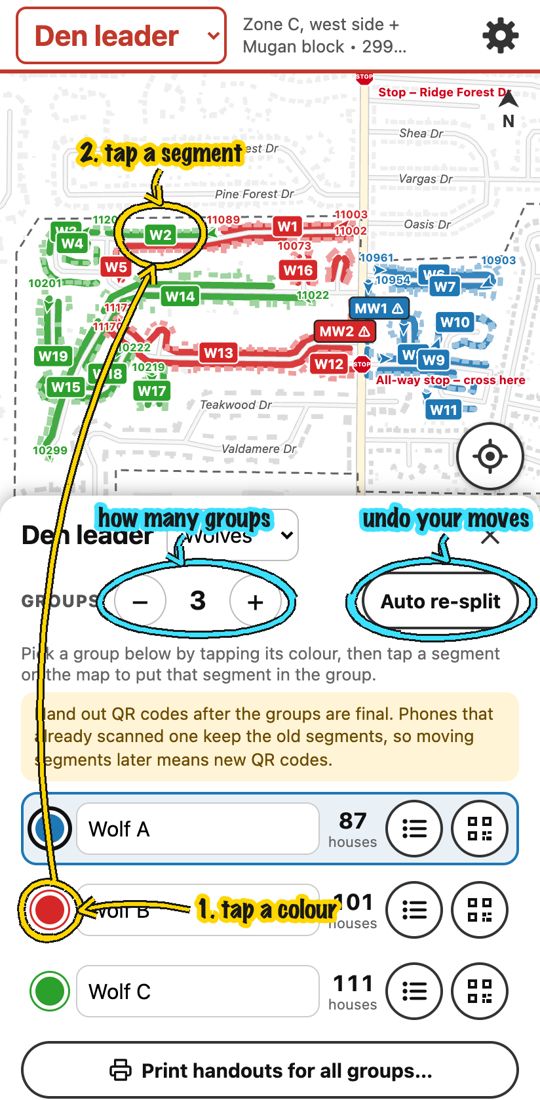 Den leader
Zone C, west side +
Mugan block • 299...
Stop – Ridge Forest Dr
N
Shea Dr
est Dr
2. tap a segment
Vargas Dr
Pine Forest Dr
Oasis Dr
1120
11089
11003
W2
W1
11002
W4
10073
W5
W16
10961
10903
10954
W7
10201
W14
11022
MW1 ⚠
1117
11170
MW2 ⚠
W10
10222
W19
W13
W9
10219
W12
STOP
W18
All-way stop – cross here
W15
W17
W11
Teakwood Dr
10299
Valdamere Dr
how many groups
undo your moves
Den leader
Wolves
GROUPS
−
3
+
Auto re-split
Pick a group below by tapping its colour, then tap a segment
on the map to put that segment in the group.
Hand out QR codes after the groups are final. Phones that
already scanned one keep the old segments, so moving
segments later means new QR codes.
Wolf A
87
houses
Wolf B
1. tap a colour
101
houses
Wolf C
111
houses
Print handouts for all groups...